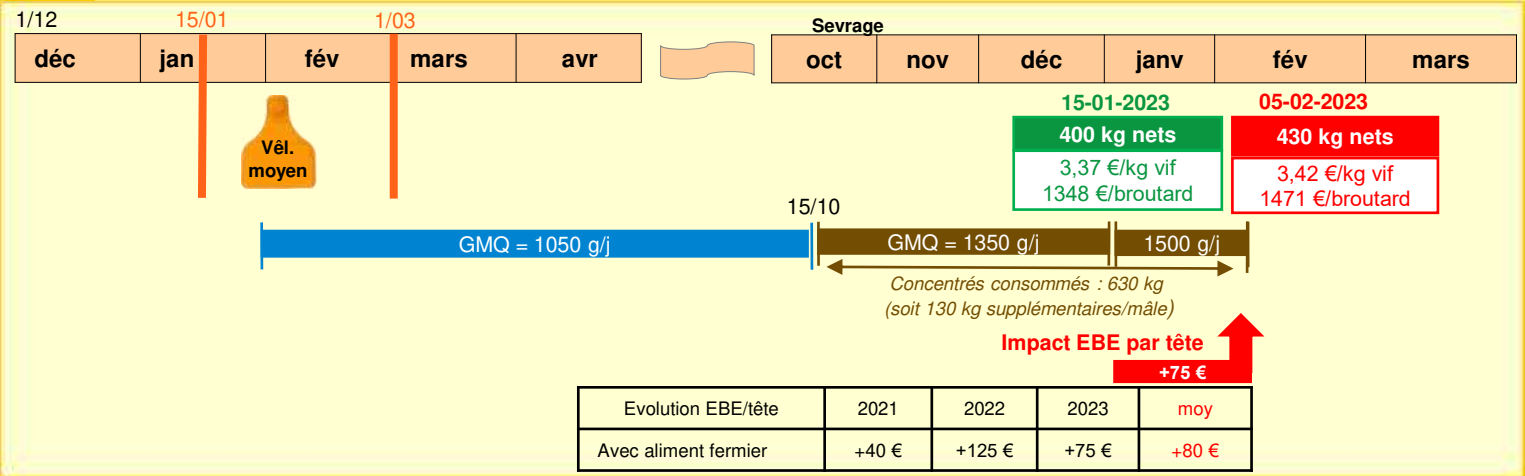 1/12
15/01
1/03
Sevrage
déc jan fév mars avr oct nov déc janv fév mars
Vêl.
moyen
15-01-2023
400 kg nets
3,37 €/kg vif
1348 €/broutard
05-02-2023
430 kg nets
3,42 €/kg vif
1471 €/broutard
15/10
GMQ = 1050 g/j
GMQ = 1350 g/j
1500 g/j
Concentrés consommés : 630 kg
(soit 130 kg supplémentaires/mâle)
Impact EBE par tête
+75 €
Evolution EBE/tête 2021 2022 2023 moy
Avec aliment fermier +40 € +125 € +75 € +80 €